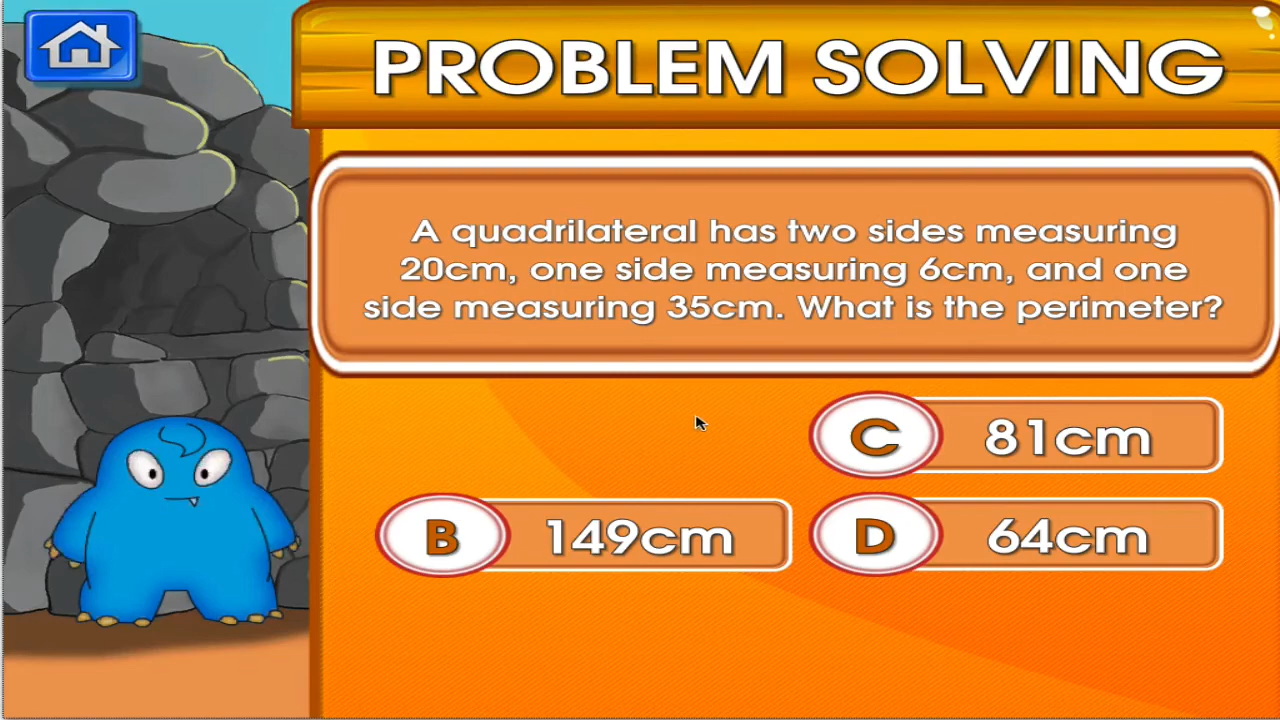 PROBLEM SOLVING
A quadrilateral has two sides measuring
20cm, one side measuring 6cm, and one
side measuring 35cm. What is the perimeter?
C 81cm
B 149cm
D 64cm